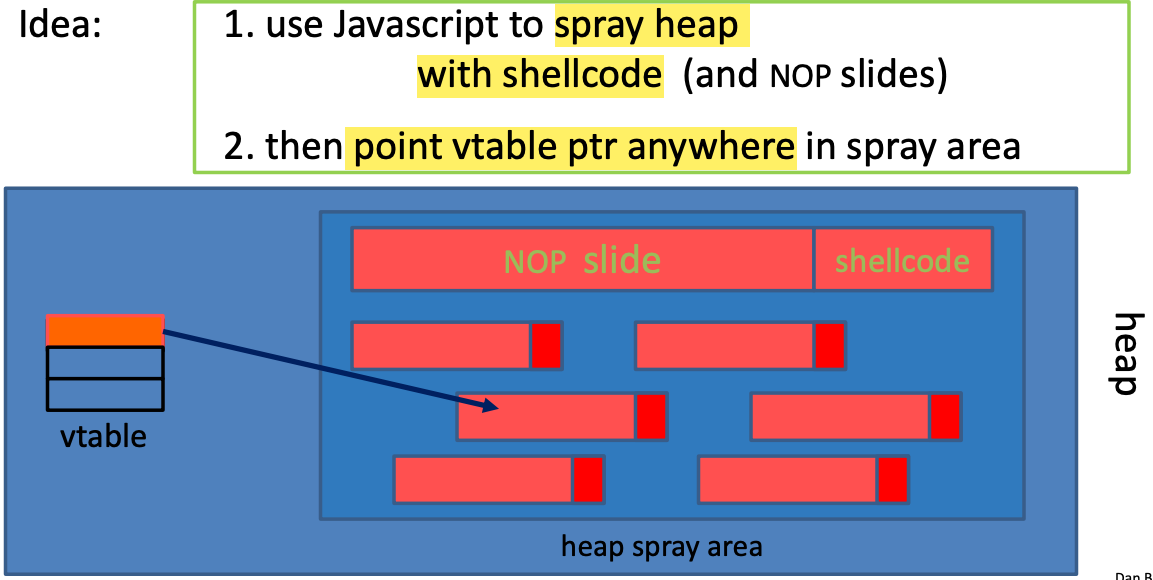 Idea:
1. use Javascript to spray heap
with shellcode (and NOP slides)
2. then point vtable ptr anywhere in spray area
NOP slide
shellcode
vtable
heap
heap spray area
Dan B